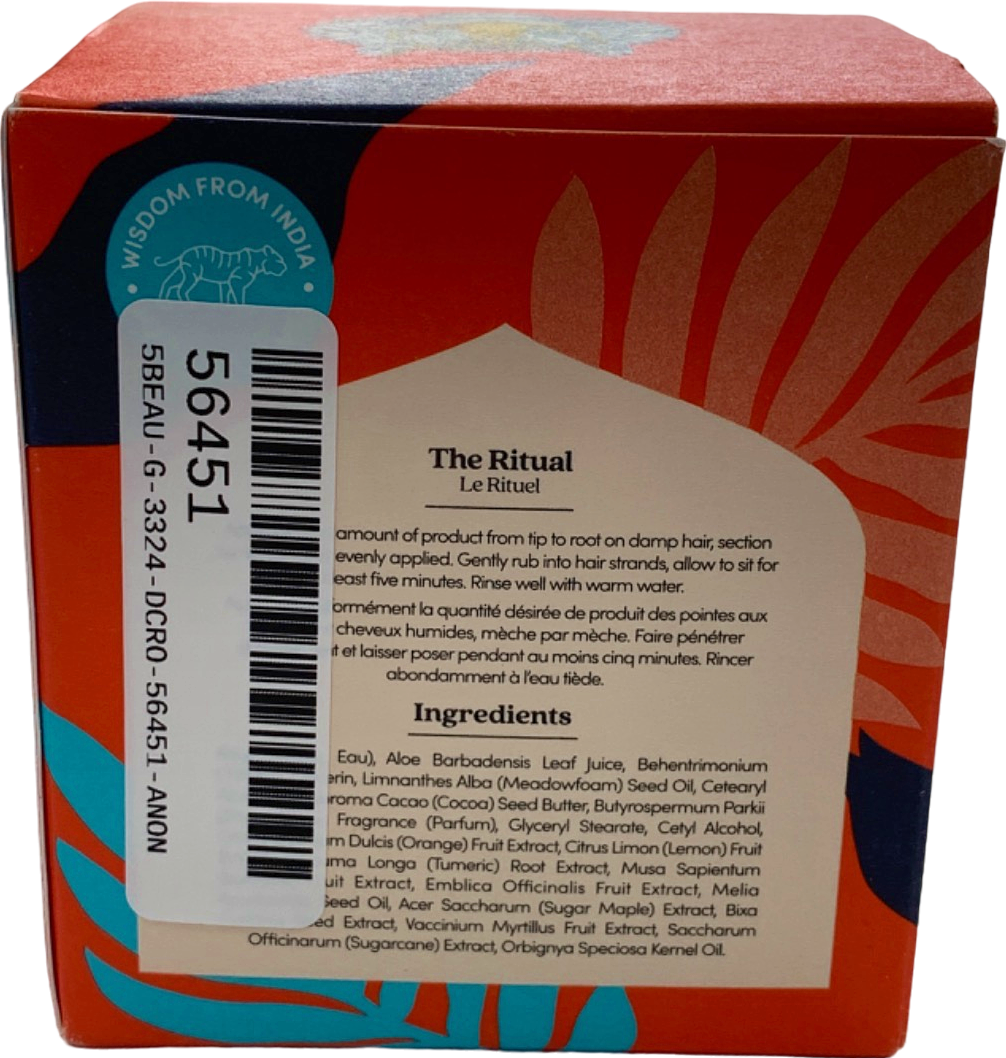 WISDOM FROM INDIA
56451
5BEAU-G-3324-DCR0-56451-ANON
The Ritual
Le Rituel
amount of product from tip to root on damp hair, section
evenly applied. Gently rub into hair strands, allow to sit for
east five minutes. Rinse well with warm water.
ormément la quantité désirée de produit des pointes aux
cheveux humides, mèche par mèche. Faire pénétrer
t et laisser poser pendant au moins cinq minutes. Rincer
abondamment à l'eau tiède.
Ingredients
Eau), Aloe Barbadensis Leaf Juice, Behentrimonium
erin, Limnanthes Alba (Meadowfoam) Seed Oil, Cetearyl
roma Cacao (Cocoa) Seed Butter, Butyrospermum Parkii
Fragrance (Parfum), Glyceryl Stearate, Cetyl Alcohol,
m Dulcis (Orange) Fruit Extract, Citrus Limon (Lemon) Fruit
uma Longa (Tumeric) Root Extract, Musa Sapientum
uit Extract, Emblica Officinalis Fruit Extract, Melia
Seed Oil, Acer Saccharum (Sugar Maple) Extract, Bixa
ed Extract, Vaccinium Myrtillus Fruit Extract, Saccharum
Officinarum (Sugarcane) Extract, Orbignya Speciosa Kernel Oil.